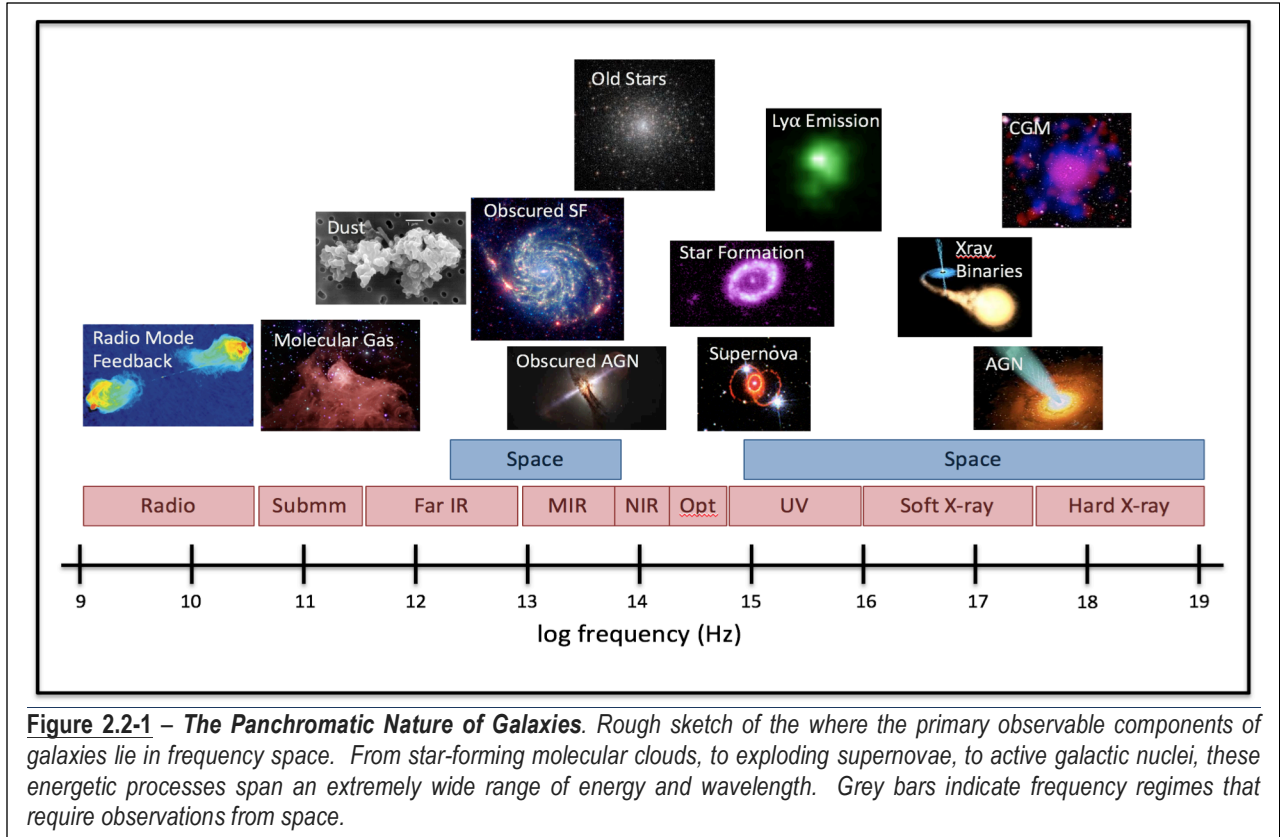 Old Stars
Lyα Emission
CGM
Dust
Obscured SF
Star Formation
Xray
Binaries
Radio Mode
Feedback
Molecular Gas
Obscured AGN
Supernova
AGN
Space
Space
Radio
Submm
Far IR
MIR
NIR
Opt
UV
Soft X-ray
Hard X-ray
9
10
11
12
13
14
15
16
17
18
19
log frequency (Hz)
Figure 2.2-1 – The Panchromatic Nature of Galaxies. Rough sketch of the where the primary observable components of
galaxies lie in frequency space. From star-forming molecular clouds, to exploding supernovae, to active galactic nuclei, these
energetic processes span an extremely wide range of energy and wavelength. Grey bars indicate frequency regimes that
require observations from space.